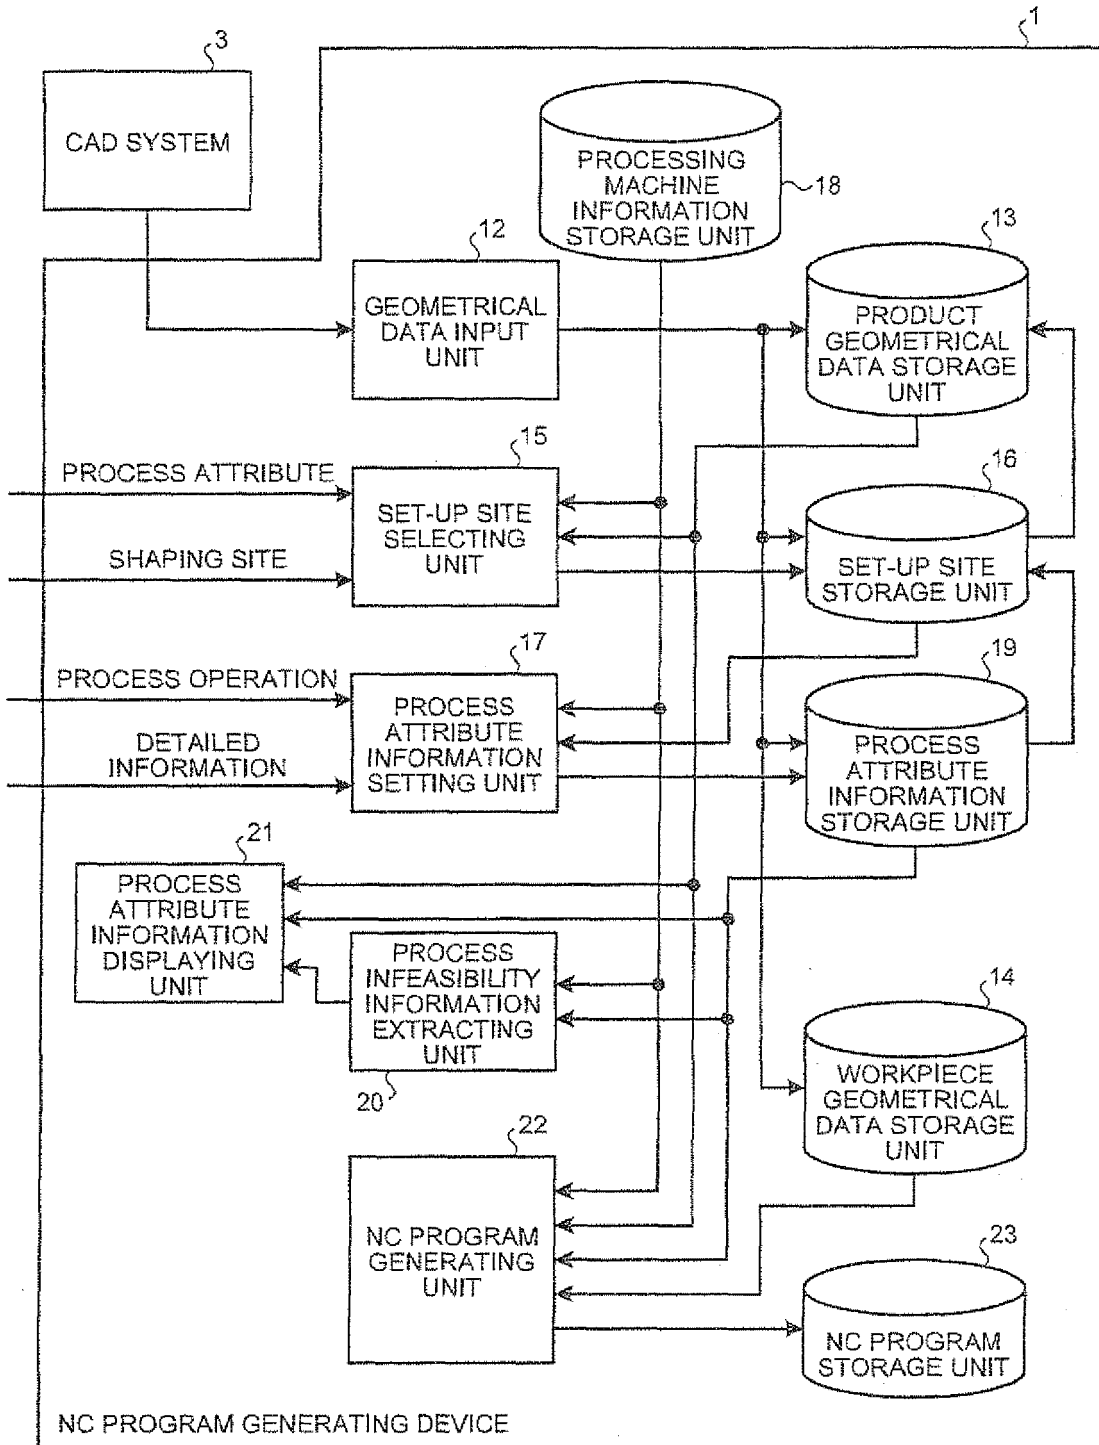 1
3
CAD SYSTEM
PROCESSING
MACHINE
INFORMATION
STORAGE UNIT
18
12
GEOMETRICAL
DATA INPUT
UNIT
13
PRODUCT
GEOMETRICAL
DATA STORAGE
UNIT
15
PROCESS ATTRIBUTE
SHAPING SITE
SET-UP SITE
SELECTING
UNIT
16
SET-UP SITE
STORAGE UNIT
17
PROCESS OPERATION
DETAILED
INFORMATION
PROCESS
ATTRIBUTE
INFORMATION
SETTING UNIT
19
PROCESS
ATTRIBUTE
INFORMATION
STORAGE UNIT
21
PROCESS
ATTRIBUTE
INFORMATION
DISPLAYING
UNIT
PROCESS
INFEASIBILITY
INFORMATION
EXTRACTING
UNIT
20
14
WORKPIECE
GEOMETRICAL
DATA STORAGE
UNIT
22
NC PROGRAM
GENERATING
UNIT
23
NC PROGRAM
STORAGE UNIT
NC PROGRAM GENERATING DEVICE